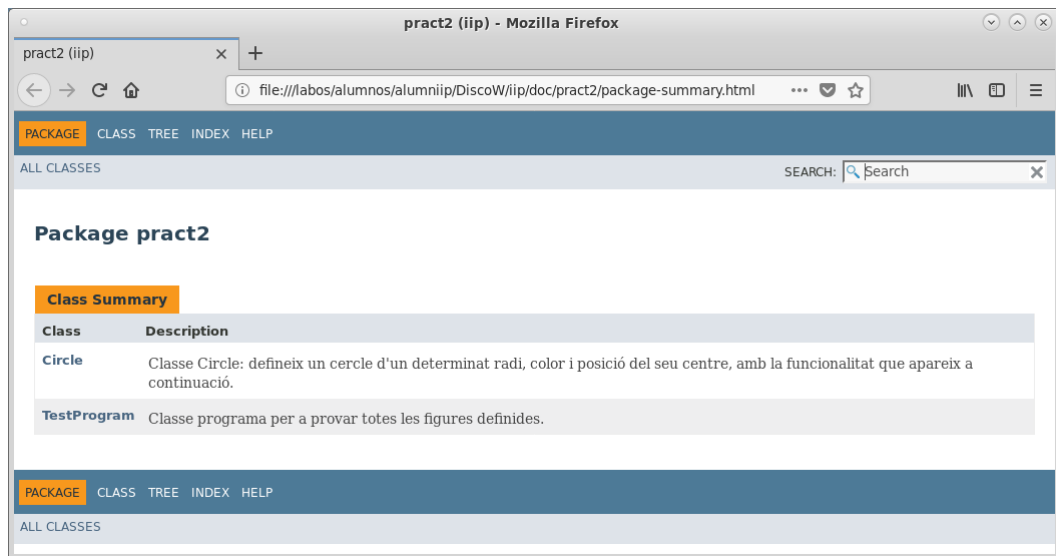 pract2 (iip) - Mozilla Firefox
pract2 (iip)
file:///labos/alumnos/alumniip/DiscoW/iip/doc/pract2/package-summary.html
PACKAGE CLASS TREE INDEX HELP
ALL CLASSES
SEARCH: Search
Package pract2
Class Summary
Class Description
Circle Classe Circle: defineix un cercle d'un determinat radi, color i posició del seu centre, amb la funcionalitat que apareix a
continuació.
TestProgram Classe programa per a provar totes les figures definides.
PACKAGE CLASS TREE INDEX HELP
ALL CLASSES